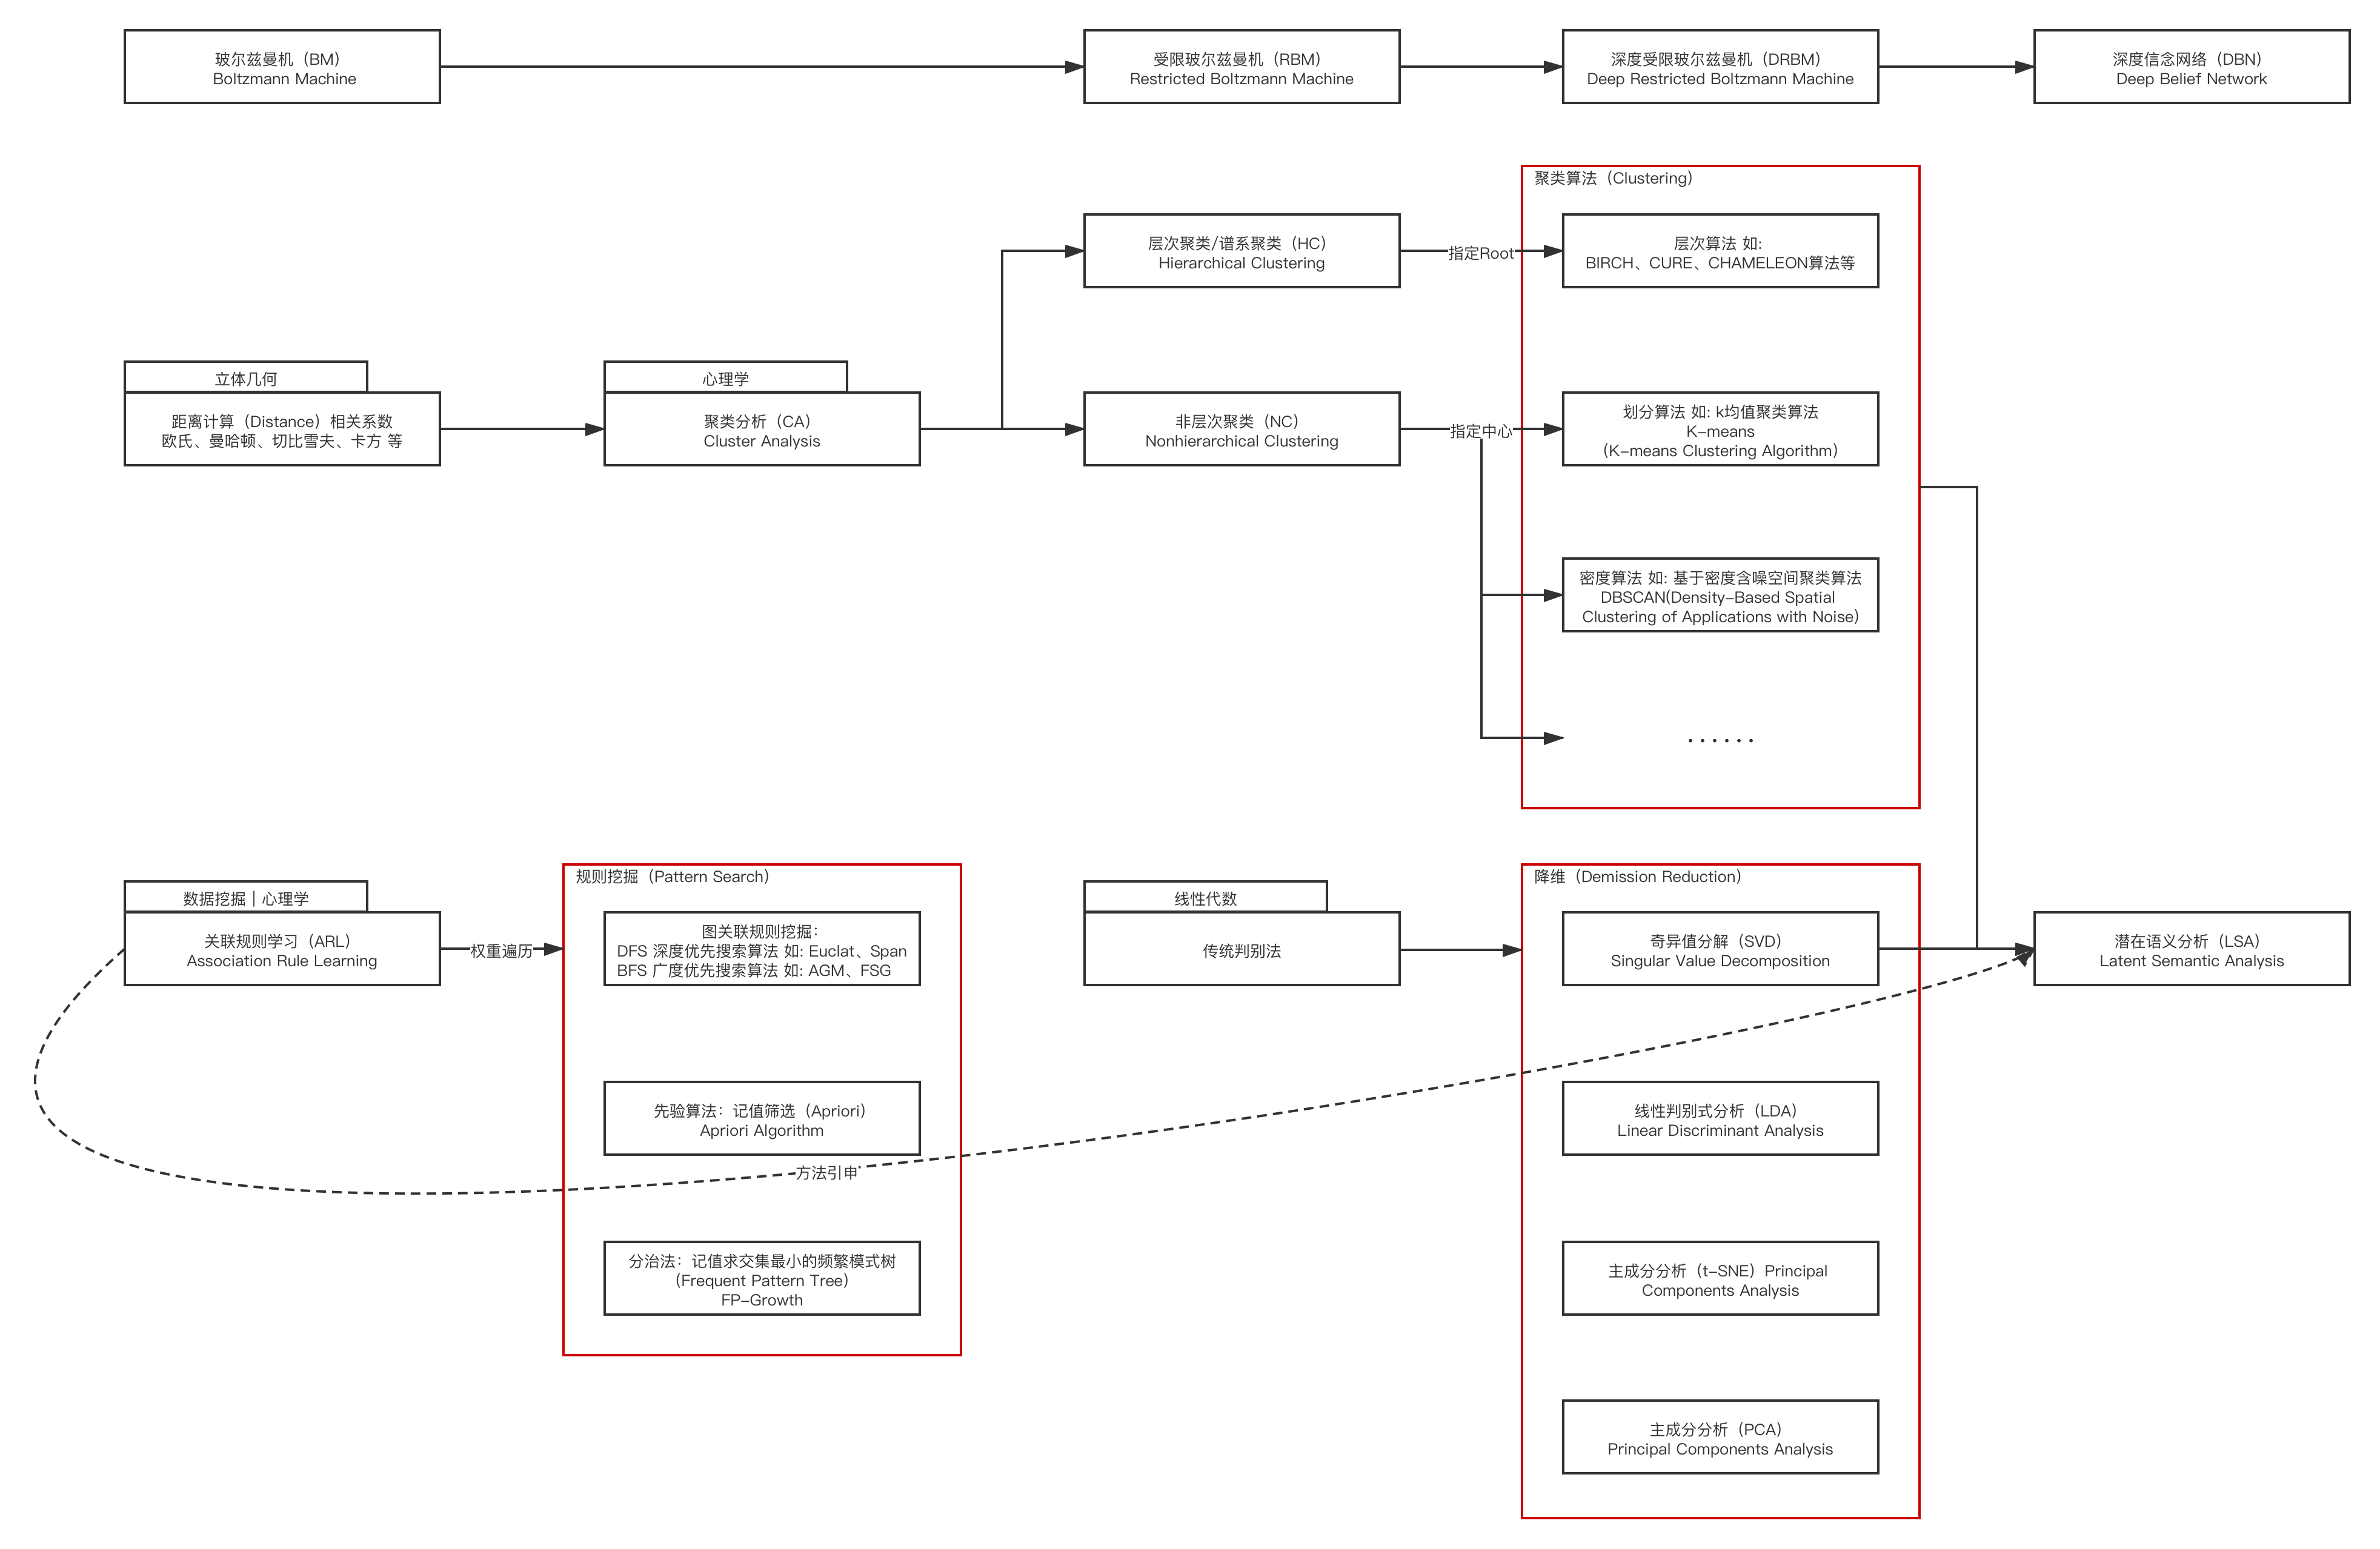 玻尔兹曼机（BM）
Boltzmann Machine
受限玻尔兹曼机（RBM）
Restricted Boltzmann Machine
深度受限玻尔兹曼机（DRBM）
Deep Restricted Boltzmann Machine
深度信念网络（DBN）
Deep Belief Network
聚类算法（Clustering）
层次聚类/谱系聚类（HC）
Hierarchical Clustering
指定Root
层次算法 如:
BIRCH、CURE、CHAMELEON算法等
立体几何
距离计算（Distance）相关系数
欧氏、曼哈顿、切比雪夫、卡方 等
心理学
聚类分析（CA）
Cluster Analysis
非层次聚类（NC）
Nonhierarchical Clustering
指定中心
划分算法 如: k均值聚类算法
K-means
（K-means Clustering Algorithm）
密度算法 如: 基于密度含噪空间聚类算法
DBSCAN(Density-Based Spatial
Clustering of Applications with Noise）
......
数据挖掘｜心理学
关联规则学习（ARL）
Association Rule Learning
权重遍历
规则挖掘（Pattern Search）
图关联规则挖掘：
DFS 深度优先搜索算法 如: Euclat、Span
BFS 广度优先搜索算法 如: AGM、FSG
先验算法：记值筛选（Apriori）
Apriori Algorithm
方法引申
分治法：记值求交集最小的频繁模式树
（Frequent Pattern Tree）
FP-Growth
线性代数
传统判别法
降维（Demission Reduction）
奇异值分解（SVD）
Singular Value Decomposition
线性判别式分析（LDA）
Linear Discriminant Analysis
主成分分析（t-SNE）Principal
Components Analysis
主成分分析（PCA）
Principal Components Analysis
潜在语义分析（LSA）
Latent Semantic Analysis